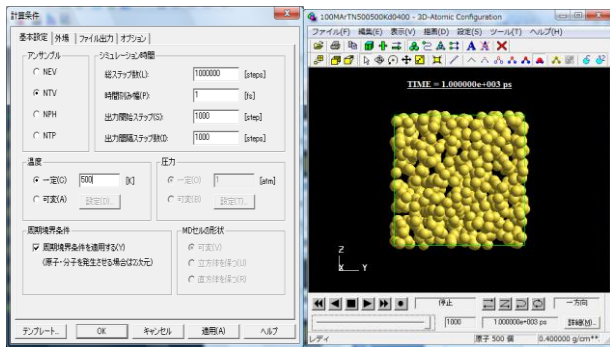 計算条件
基本設定 外場 ファイル出力 オプション
アンサンブル
NEV
NTV
NPH
NTP
シミュレーション時間
総ステップ数(L): 1000000 [steps]
時間刻み幅(P): 1 [fs]
出力開始ステップ(S): 1000 [step]
出力間隔ステップ数(I): 1000 [steps]
温度
一定(C) 500 [K]
可変(A) 設定(D)...
圧力
一定(O) 1 [atm]
可変(B) 設定(T)...
周期境界条件
周期境界条件を適用する(Y)
(原子・分子を発生させる場合は2次元)
MDセルの形状
可変(V)
立方体を保つ(U)
直方体を保つ(R)
テンプレート... OK キャンセル 適用(A) ヘルプ
100MArTN500500Kd0400 - 3D-Atomic Configuration
ファイル(F) 編集(E) 表示(V) 描画(D) 設定(S) ツール(T) ヘルプ(H)
TIME = 1.000000e+003 ps
Z
X Y
停止 一方向
1000 1.000000e+003 ps 詳細(M)...
レディ 原子 500 個 0.400000 g/cm**